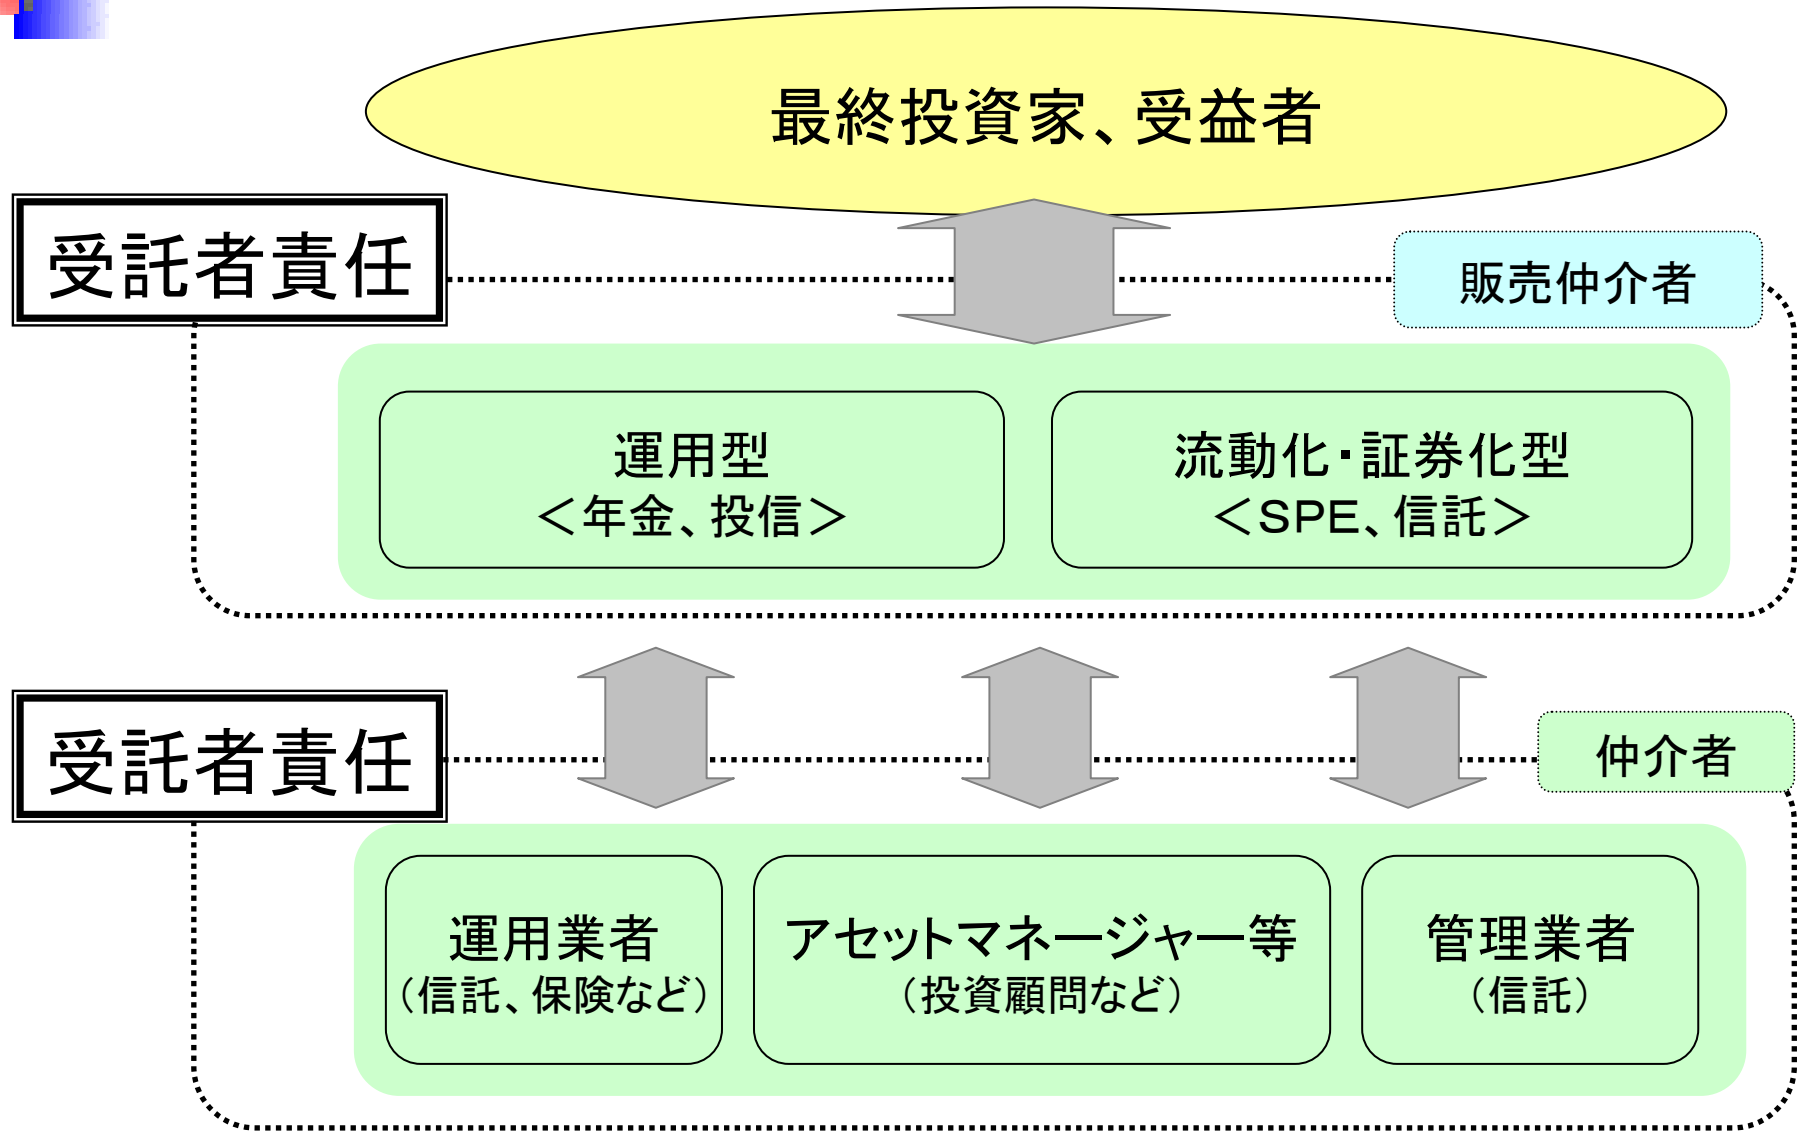 最終投資家、受益者
受託者責任
販売仲介者
運用型
＜年金、投信＞
流動化・証券化型
＜SPE、信託＞
受託者責任
仲介者
運用業者
（信託、保険など）
アセットマネージャー等
（投資顧問など）
管理業者
（信託）